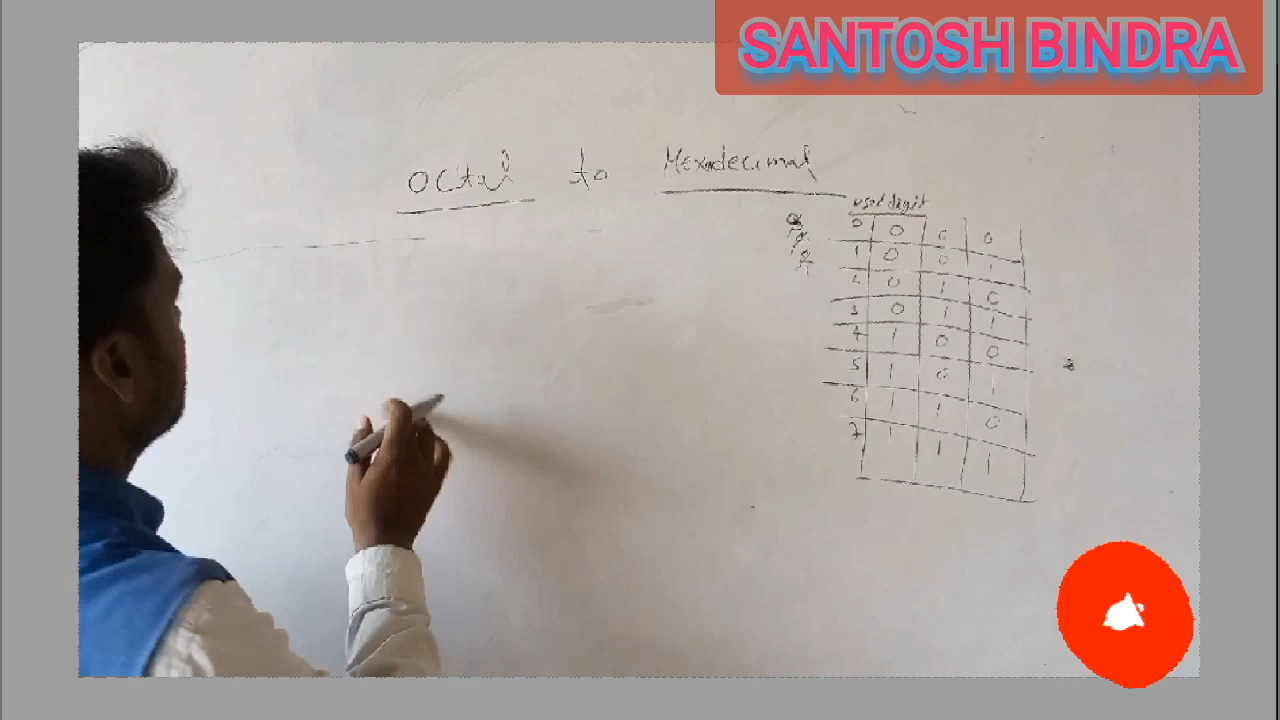 SANTOSH BINDRA
Octal to Hexadecimal
used digit
0 0 0 0
1 0 0 1
2 0 1 0
3 0 1 1
4 1 0 0
5 1 0 1
6 1 1 0
7 1 1 1